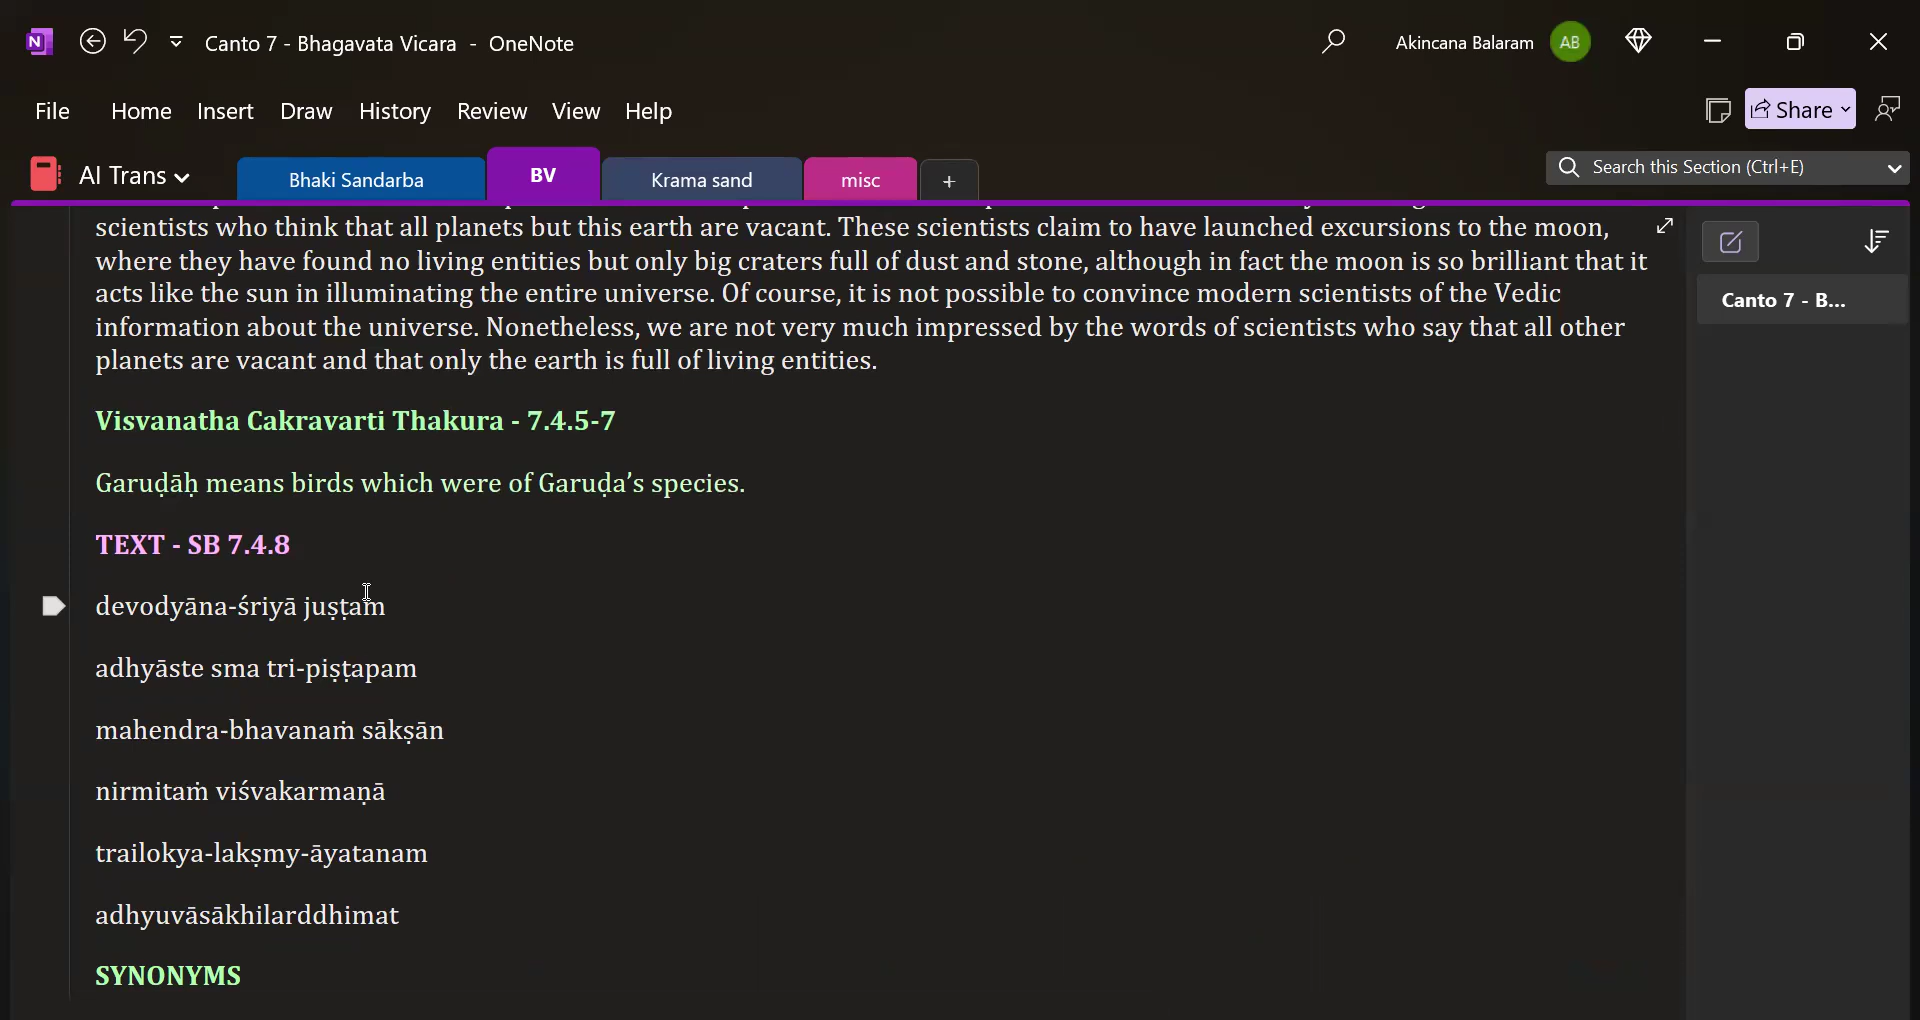 N Canto 7 - Bhagavata Vicara - OneNote Akincana Balaram AB
File Home Insert Draw History Review View Help Share
AI Trans Bhaki Sandarba BV Krama sand misc + Search this Section (Ctrl+E)
scientists who think that all planets but this earth are vacant. These scientists claim to have launched excursions to the moon,
where they have found no living entities but only big craters full of dust and stone, although in fact the moon is so brilliant that it
acts like the sun in illuminating the entire universe. Of course, it is not possible to convince modern scientists of the Vedic
information about the universe. Nonetheless, we are not very much impressed by the words of scientists who say that all other
planets are vacant and that only the earth is full of living entities.
Canto 7 - B...
Visvanatha Cakravarti Thakura - 7.4.5-7
Garuḍāḥ means birds which were of Garuḍa’s species.
TEXT - SB 7.4.8
devodyāna-śriyā juṣṭam
adhyāste sma tri-piṣṭapam
mahendra-bhavanaṁ sākṣān
nirmitaṁ viśvakarmaṇā
trailokya-lakṣmy-āyatanam
adhyuvāsākhilarddhimat
SYNONYMS